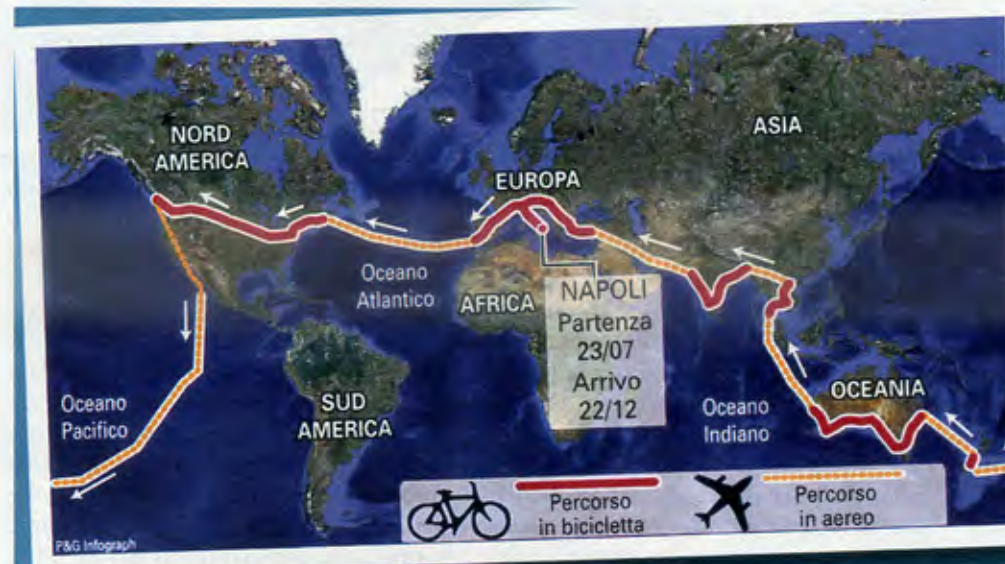 NORD
AMERICA
ASIA
EUROPA
Oceano
Atlantico
AFRICA
NAPOLI
Partenza
23/07
Arrivo
22/12
Oceano
Pacifico
SUD
AMERICA
Oceano
Indiano
OCEANIA
Percorso
in bicicletta
Percorso
in aereo
P&G Infograph